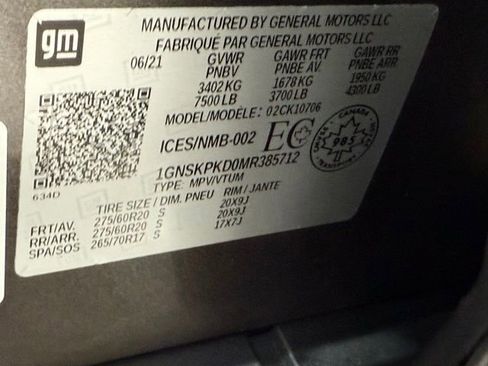 gm
MANUFACTURED BY GENERAL MOTORS LLC
FABRIQUÉ PAR GENERAL MOTORS LLC
06/21 GVWR GAWR FRT GAWR RR
PNBV PNBE AV. PNBE ARR
3402 KG 1678 KG 1950 KG
7500 LB 3700 LB 4300 LB
MODEL/MODÈLE: 02CK10706
ICES/NMB-002 EC CANADA 985
1GNSKPKD0MR385712
TYPE: MPV/VTUM
634D
TIRE SIZE / DIM. PNEU RIM / JANTE
FRT/AV. 275/60R20 S 20X9J
RR/ARR. 275/60R20 S 20X9J
SPA/SOS 265/70R17 S 17X7J